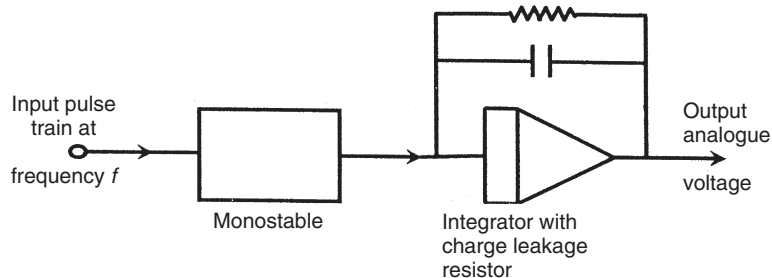 Input pulse
train at
frequency f
Monostable
Integrator with
charge leakage
resistor
Output
analogue
voltage